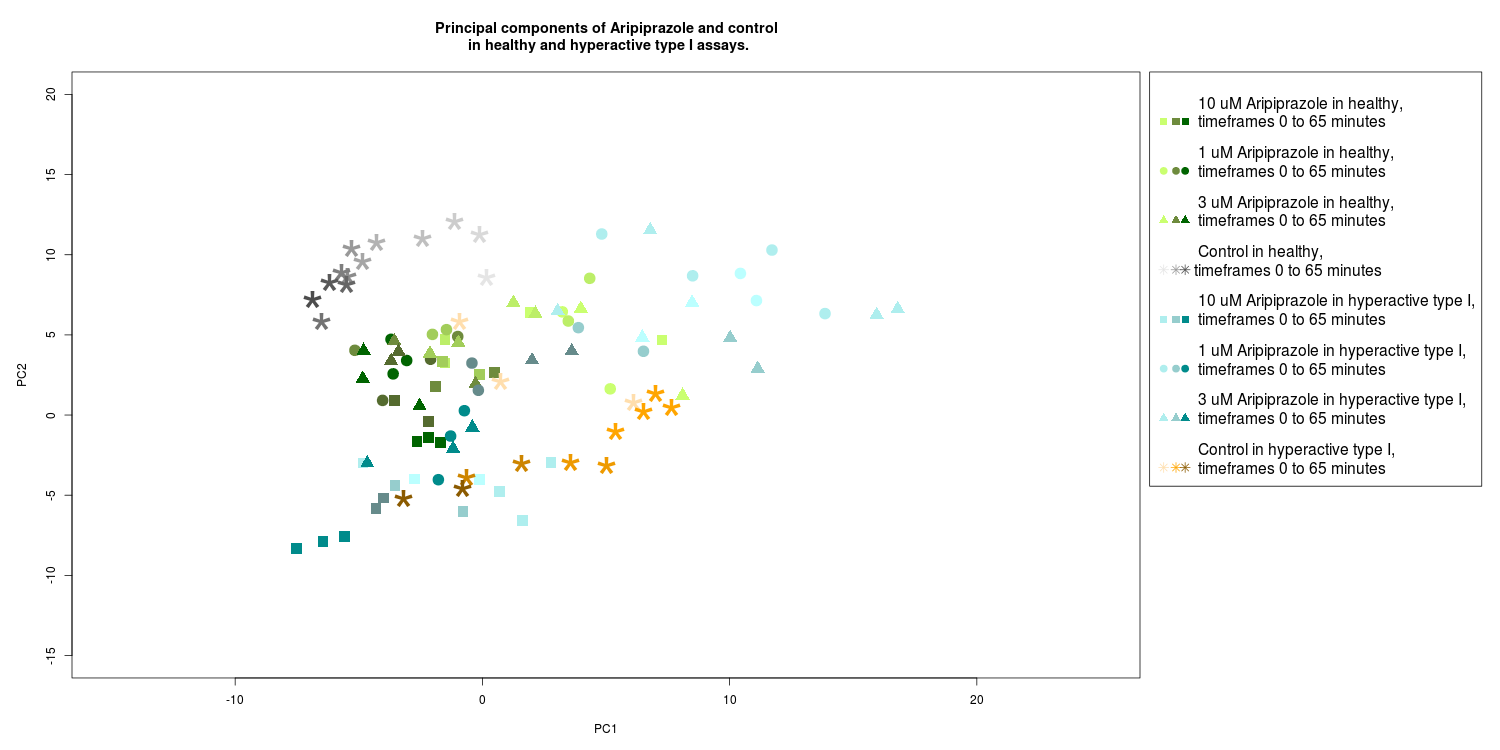 Principal components of Aripiprazole and control
in healthy and hyperactive type I assays.
20
15
10
5
0
-5
-10
-15
PC2
-10
0
10
20
PC1
10 uM Aripiprazole in healthy,
timeframes 0 to 65 minutes
1 uM Aripiprazole in healthy,
timeframes 0 to 65 minutes
3 uM Aripiprazole in healthy,
timeframes 0 to 65 minutes
Control in healthy,
timeframes 0 to 65 minutes
10 uM Aripiprazole in hyperactive type I,
timeframes 0 to 65 minutes
1 uM Aripiprazole in hyperactive type I,
timeframes 0 to 65 minutes
3 uM Aripiprazole in hyperactive type I,
timeframes 0 to 65 minutes
Control in hyperactive type I,
timeframes 0 to 65 minutes